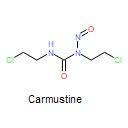 N O
Cl H N N Cl
O
Carmustine